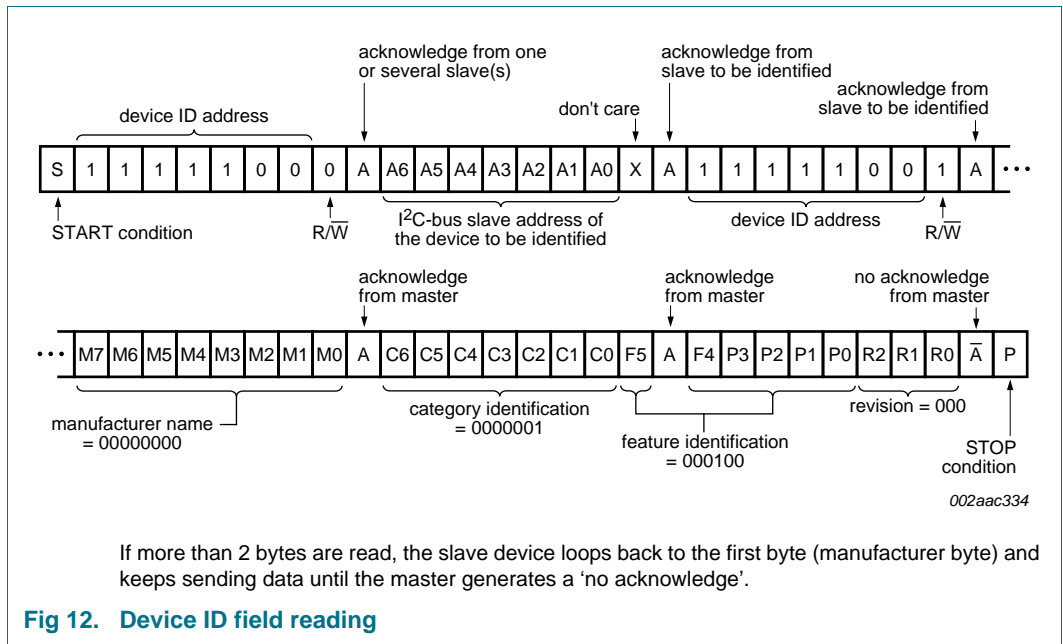 acknowledge from one
or several slave(s)
acknowledge from
slave to be identified
acknowledge from
slave to be identified
device ID address
don't care
S 1 1 1 1 1 0 0 0 A A6 A5 A4 A3 A2 A1 A0 X A 1 1 1 1 1 0 0 1 A •••
START condition
R/W̅
I²C-bus slave address of
the device to be identified
device ID address
R/W̅
acknowledge
from master
acknowledge
from master
no acknowledge
from master
••• M7 M6 M5 M4 M3 M2 M1 M0 A C6 C5 C4 C3 C2 C1 C0 F5 A F4 P3 P2 P1 P0 R2 R1 R0 A̅ P
manufacturer name
= 00000000
category identification
= 0000001
feature identification
= 000100
revision = 000
STOP
condition
002aac334
If more than 2 bytes are read, the slave device loops back to the first byte (manufacturer byte) and
keeps sending data until the master generates a ‘no acknowledge’.
Fig 12. Device ID field reading